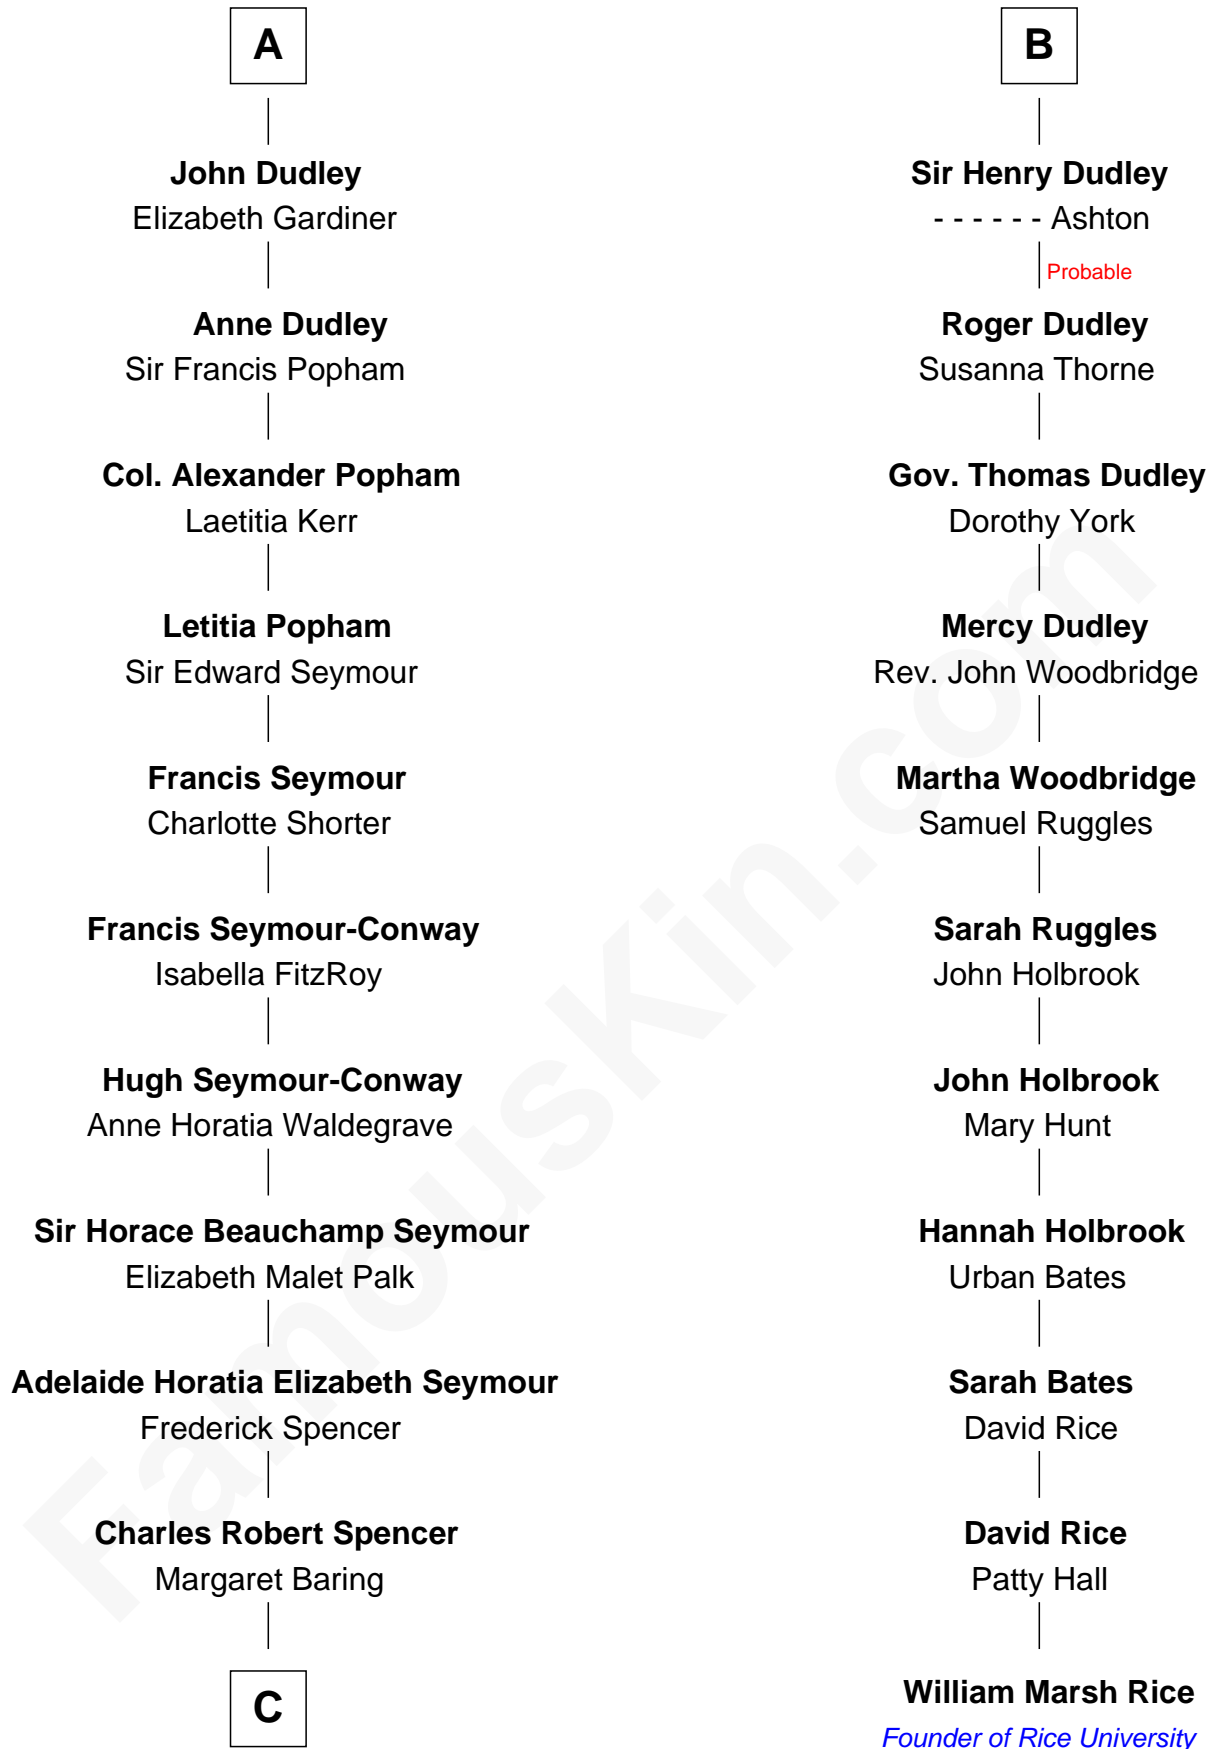 A
John Dudley
Elizabeth Gardiner
Anne Dudley
Sir Francis Popham
Col. Alexander Popham
Laetitia Kerr
Letitia Popham
Sir Edward Seymour
Francis Seymour
Charlotte Shorter
Francis Seymour-Conway
Isabella FitzRoy
Hugh Seymour-Conway
Anne Horatia Waldegrave
Sir Horace Beauchamp Seymour
Elizabeth Malet Palk
Adelaide Horatia Elizabeth Seymour
Frederick Spencer
Charles Robert Spencer
Margaret Baring
C
B
Sir Henry Dudley
- - - - - - Ashton
Probable
Roger Dudley
Susanna Thorne
Gov. Thomas Dudley
Dorothy York
Mercy Dudley
Rev. John Woodbridge
Martha Woodbridge
Samuel Ruggles
Sarah Ruggles
John Holbrook
John Holbrook
Mary Hunt
Hannah Holbrook
Urban Bates
Sarah Bates
David Rice
David Rice
Patty Hall
William Marsh Rice
Founder of Rice University
FamousKin.com